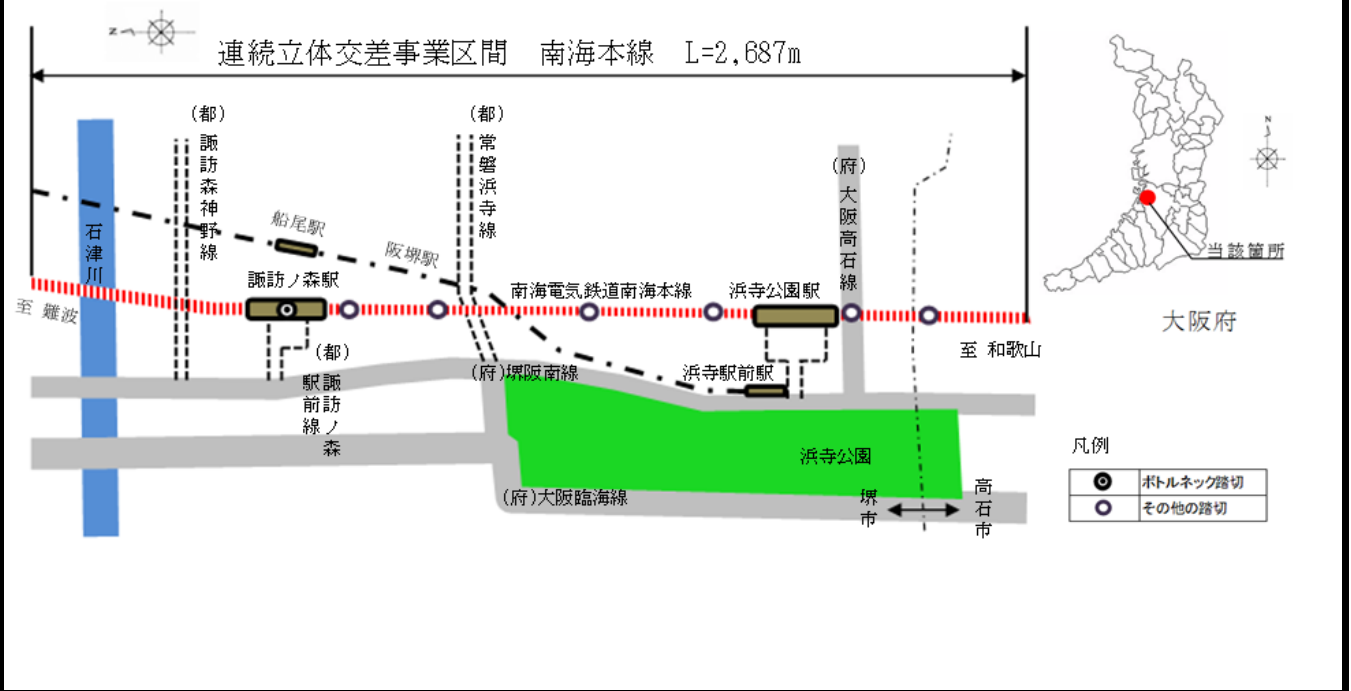 z
連続立体交差事業区間　南海本線　L=2,687m
(都)
諏訪森神野線
(都)
常磐浜寺線
(府)
大阪高石線
石津川
船尾駅
阪堺駅
諏訪ノ森駅
南海電気鉄道南海本線
浜寺公園駅
至 難波
至 和歌山
(都)
諏訪ノ森
駅前線
(府)堺阪南線
浜寺駅前駅
浜寺公園
(府)大阪臨海線
堺市
高石市
N
当該箇所
大阪府
凡例
ボトルネック踏切
その他の踏切